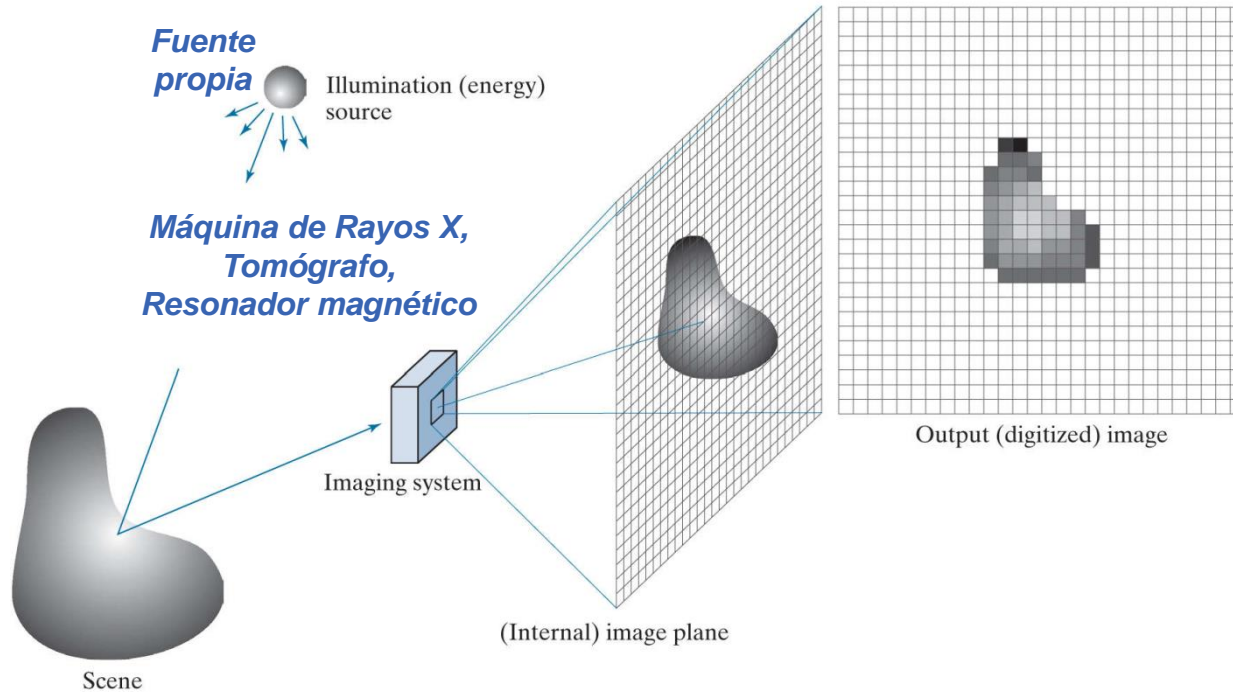 Fuente
propia
Illumination (energy)
source
Máquina de Rayos X,
Tomógrafo,
Resonador magnético
Imaging system
Output (digitized) image
(Internal) image plane
Scene